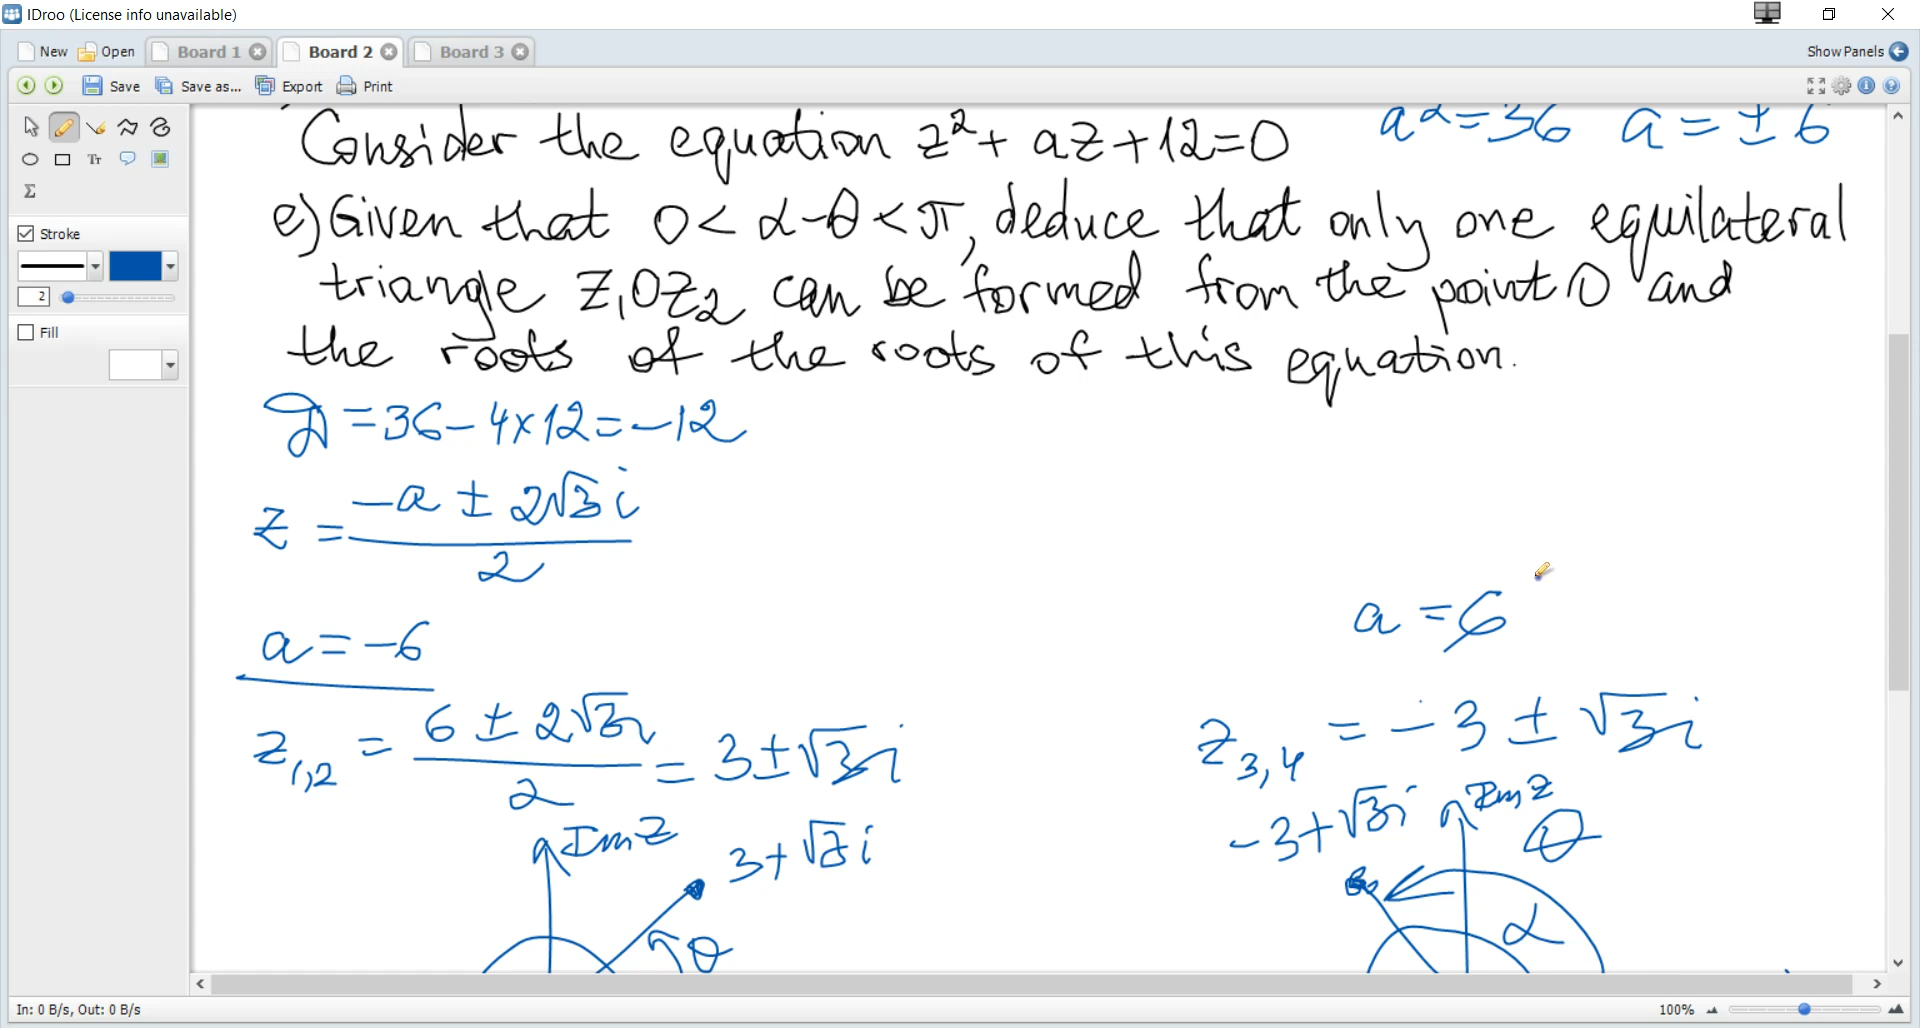 IDroo (License info unavailable)
New Open Board 1 Board 2 Board 3 Show Panels
Save Save as... Export Print
Tr
Σ
Stroke
2
Fill
a²=36 a=±6
Consider the equation z²+az+12=0
e) Given that 0<α-θ<π, deduce that only one equilateral
triangle z₁Oz₂ can be formed from the point O and
the roots of the roots of this equation.
D=36-4×12=-12
z = (-a ± 2√3 i)/2
a=-6
a=6
z₁,₂ = (6 ± 2√3i)/2 = 3±√3 i
z₃,₄ = -3 ± √3 i
Im z
3+√3 i
θ
-3+√3i
Im z
θ
α
In: 0 B/s, Out: 0 B/s
100%